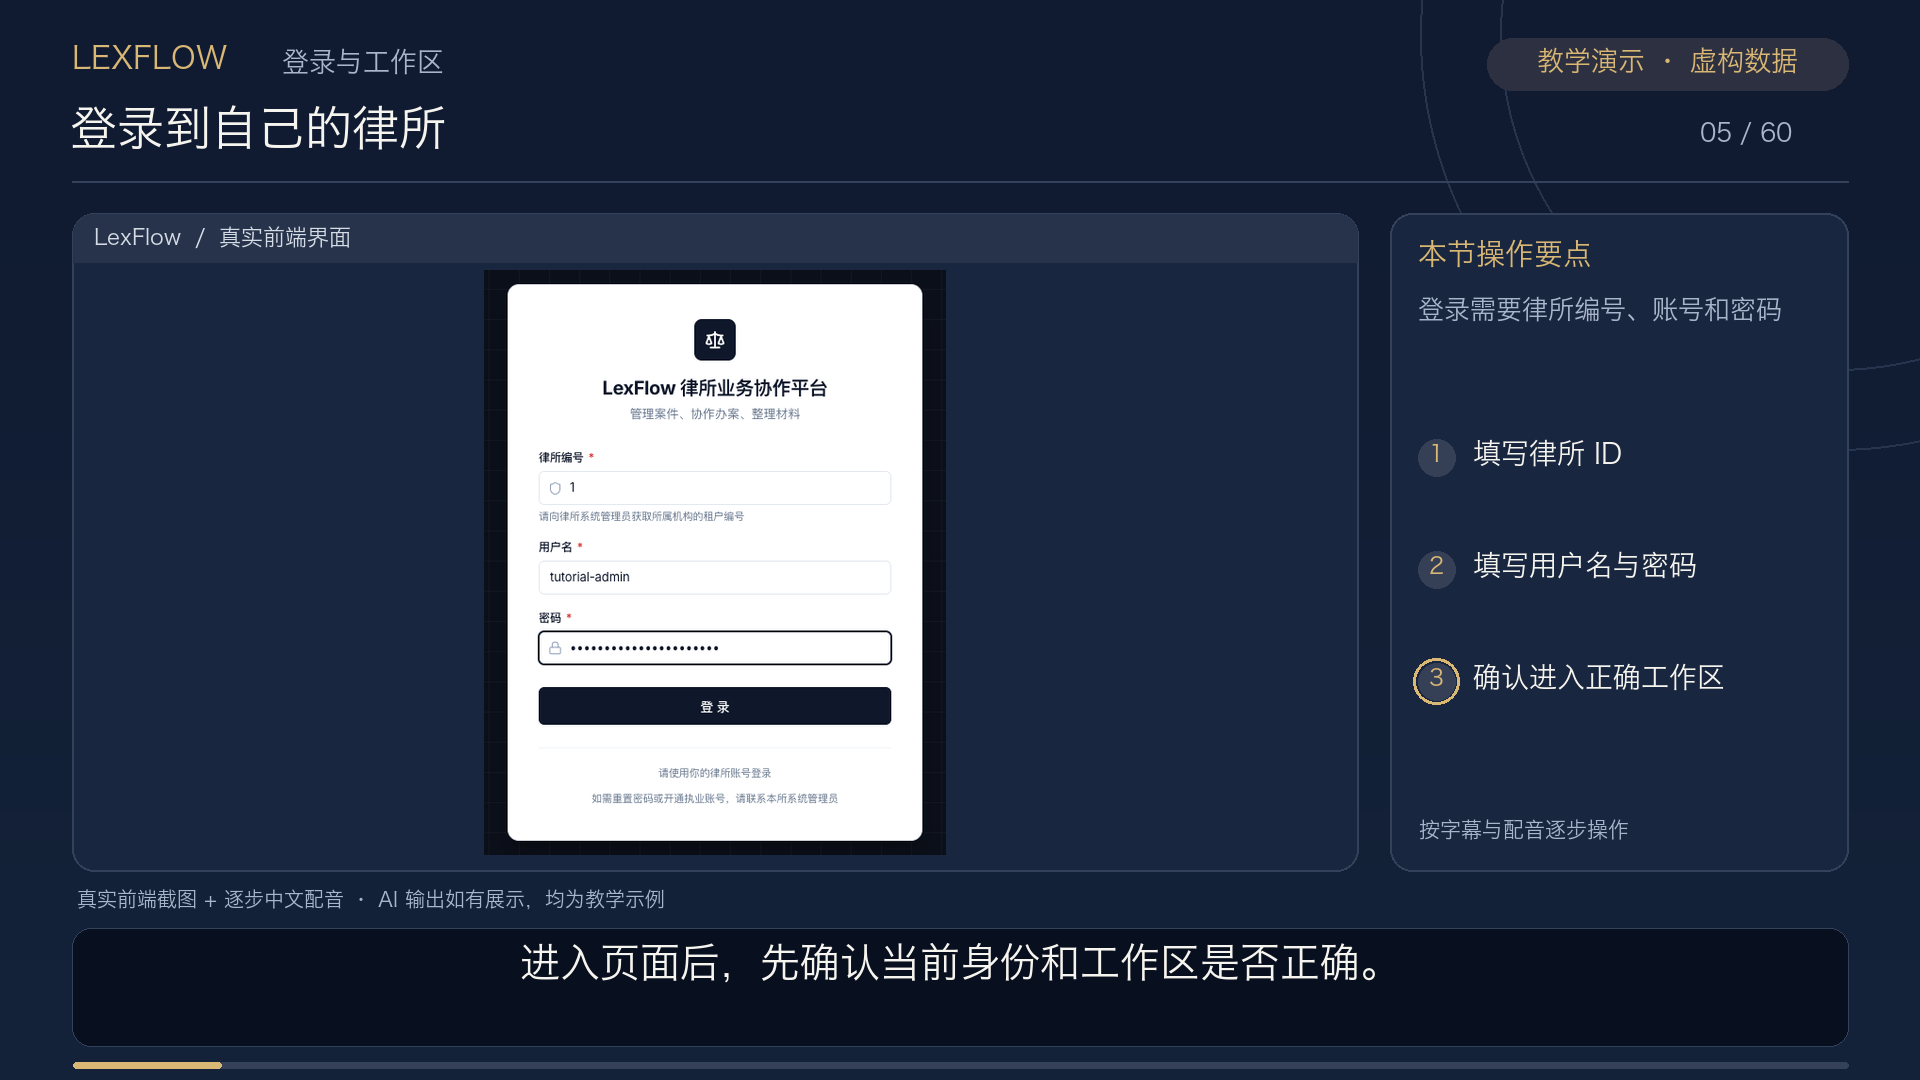 LEXFLOW 登录与工作区
教学演示 · 虚构数据
登录到自己的律所
05 / 60
LexFlow / 真实前端界面
LexFlow 律所业务协作平台
管理案件、协作办案、整理材料
律所编号 *
1
请向律所系统管理员获取所属机构的租户编号
用户名 *
tutorial-admin
密码 *
••••••••••••••••••••••
登 录
请使用你的律所账号登录
如需重置密码或开通执业账号，请联系本所系统管理员
本节操作要点
登录需要律所编号、账号和密码
1 填写律所 ID
2 填写用户名与密码
3 确认进入正确工作区
按字幕与配音逐步操作
真实前端截图 + 逐步中文配音 · AI 输出如有展示，均为教学示例
进入页面后，先确认当前身份和工作区是否正确。